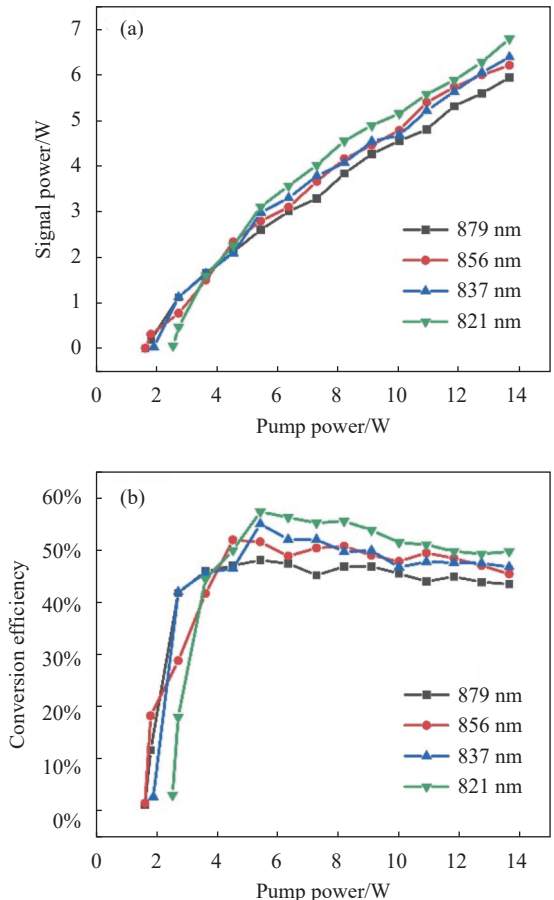 (a)
7
6
5
4
3
2
1
0
Signal power/W
879 nm
856 nm
837 nm
821 nm
0 2 4 6 8 10 12 14
Pump power/W
(b)
60%
50%
40%
30%
20%
10%
0%
Conversion efficiency
879 nm
856 nm
837 nm
821 nm
0 2 4 6 8 10 12 14
Pump power/W